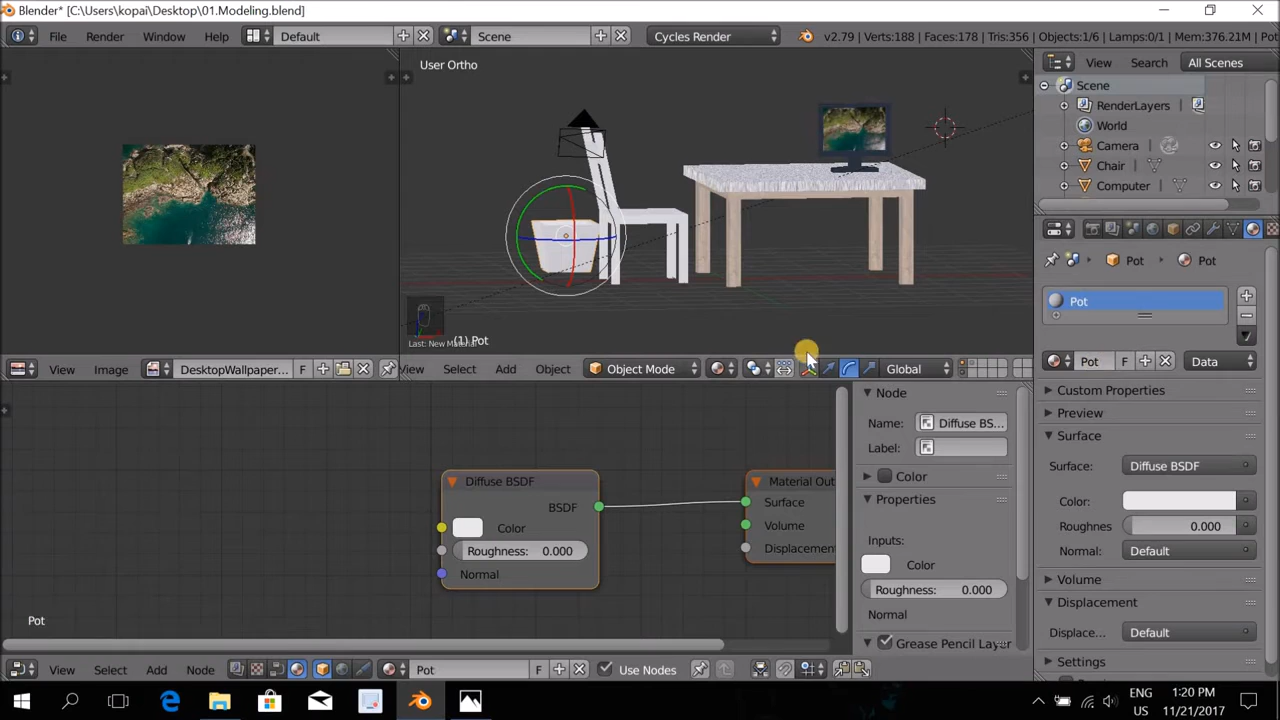 Blender* [C:\Users\kopai\Desktop\01.Modeling.blend]
File Render Window Help Default Scene Cycles Render v2.79 | Verts:188 | Faces:178 | Tris:356 | Objects:1/6 | Lamps:0/1 | Mem:376.21M | Pot
User Ortho
View Search All Scenes
Scene
RenderLayers
World
Camera
Chair
Computer
Pot Pot
Pot
Last: New Material
(1) Pot
View Image DesktopWallpaper... F
View Select Add Object Object Mode Global
Pot F Data
Custom Properties
Preview
Surface
Surface: Diffuse BSDF
Color:
Roughnes 0.000
Normal: Default
Volume
Displacement
Displace... Default
Settings
Node
Name: Diffuse BS...
Label:
Color
Properties
Inputs:
Color
Roughness: 0.000
Normal
Grease Pencil Layer
Diffuse BSDF
BSDF
Color
Roughness: 0.000
Normal
Material Out
Surface
Volume
Displacement
Pot
View Select Add Node Pot F Use Nodes
ENG
US
1:20 PM
11/21/2017